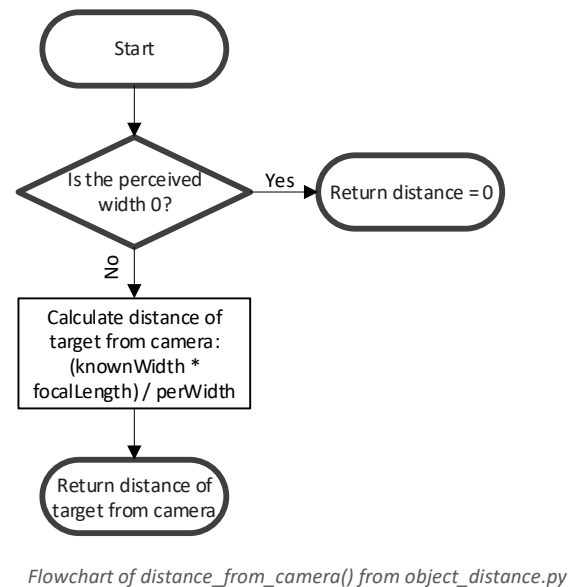 Start
Is the perceived
width 0?
Yes
Return distance = 0
No
Calculate distance of
target from camera:
(knownWidth *
focalLength) / perWidth
Return distance of
target from camera
Flowchart of distance_from_camera() from object_distance.py